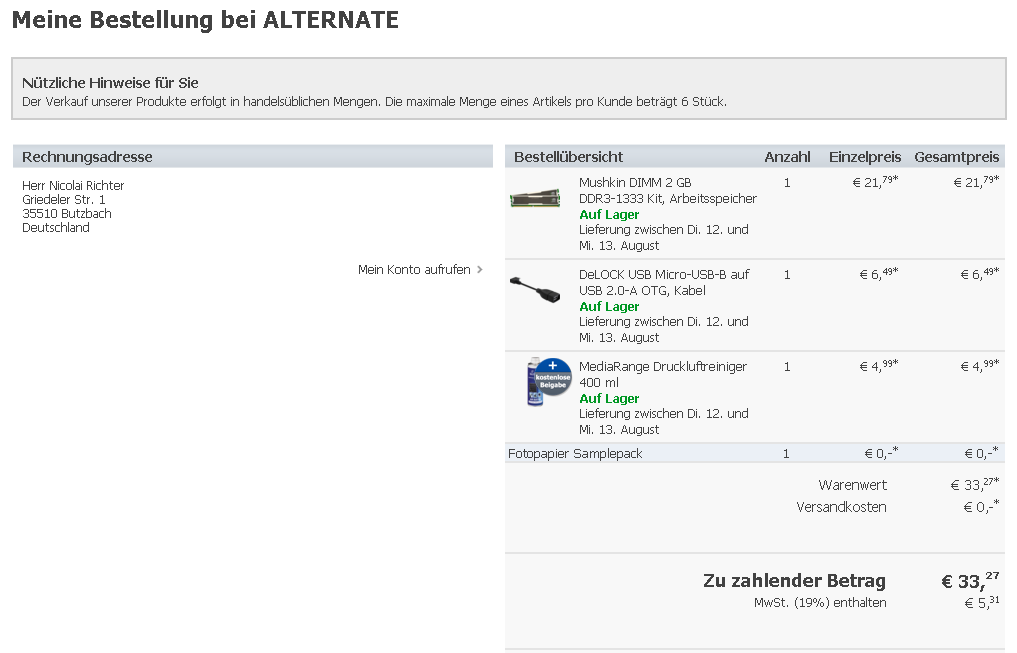 Meine Bestellung bei ALTERNATE
Nützliche Hinweise für Sie
Der Verkauf unserer Produkte erfolgt in handelsüblichen Mengen. Die maximale Menge eines Artikels pro Kunde beträgt 6 Stück.
Rechnungsadresse
Herr Nicolai Richter
Griedeler Str. 1
35510 Butzbach
Deutschland
Mein Konto aufrufen >
Bestellübersicht Anzahl Einzelpreis Gesamtpreis
Mushkin DIMM 2 GB 1 € 21,79* € 21,79*
DDR3-1333 Kit, Arbeitsspeicher
Auf Lager
Lieferung zwischen Di. 12. und
Mi. 13. August
DeLOCK USB Micro-USB-B auf 1 € 6,49* € 6,49*
USB 2.0-A OTG, Kabel
Auf Lager
Lieferung zwischen Di. 12. und
Mi. 13. August
+
kostenlose
Beigabe
MediaRange Druckluftreiniger 1 € 4,99* € 4,99*
400 ml
Auf Lager
Lieferung zwischen Di. 12. und
Mi. 13. August
Fotopapier Samplepack 1 € 0,-* € 0,-*
Warenwert € 33,27*
Versandkosten € 0,-*
Zu zahlender Betrag € 33,27
MwSt. (19%) enthalten € 5,31